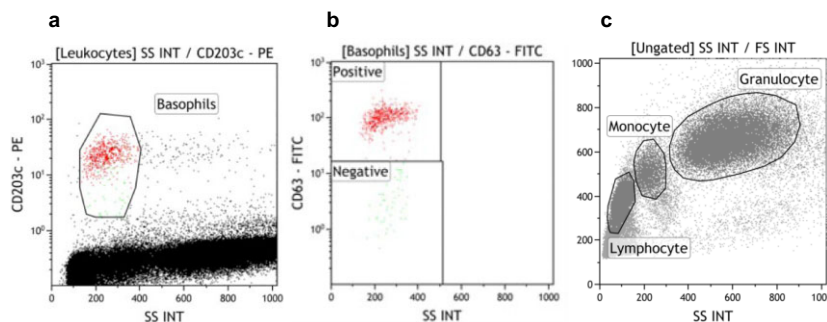 a
[Leukocytes] SS INT / CD203c - PE
Basophils
CD203c - PE
10²
10¹
10⁰
0 200 400 600 800 1000
SS INT
b
[Basophils] SS INT / CD63 - FITC
Positive
Negative
CD63 - FITC
10²
10¹
10⁰
0 200 400 600 800 1000
SS INT
c
[Ungated] SS INT / FS INT
Granulocyte
Monocyte
Lymphocyte
1000
800
600
400
200
0
0 200 400 600 800 1000
SS INT